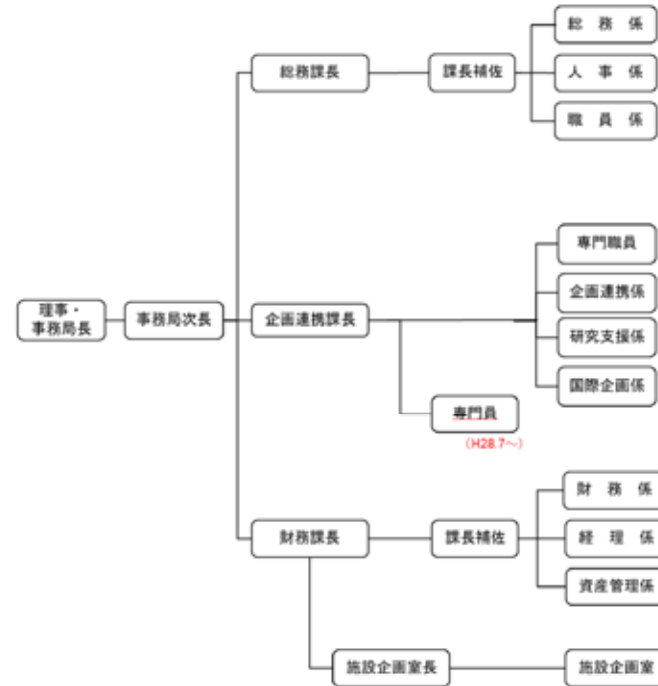 総務課長
課長補佐
総務係
人事係
職員係
理事・
事務局長
事務局次長
企画連携課長
専門職員
企画連携係
研究支援係
国際企画係
専門員
(H28.7～)
財務課長
課長補佐
財務係
経理係
資産管理係
施設企画室長
施設企画室